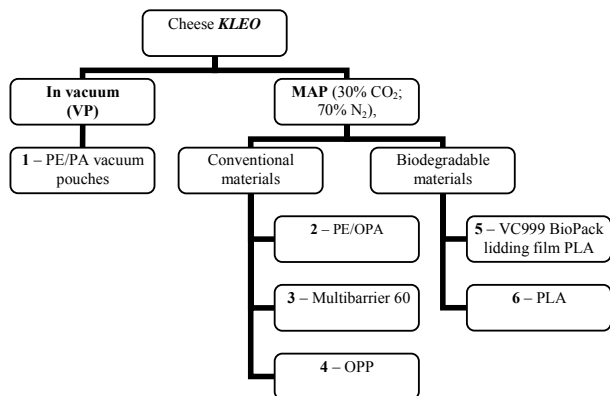 Cheese KLEO
In vacuum
(VP)
MAP (30% CO₂;
70% N₂),
1 – PE/PA vacuum
pouches
Conventional
materials
Biodegradable
materials
2 – PE/OPA
5 – VC999 BioPack
lidding film PLA
3 – Multibarrier 60
6 – PLA
4 – OPP